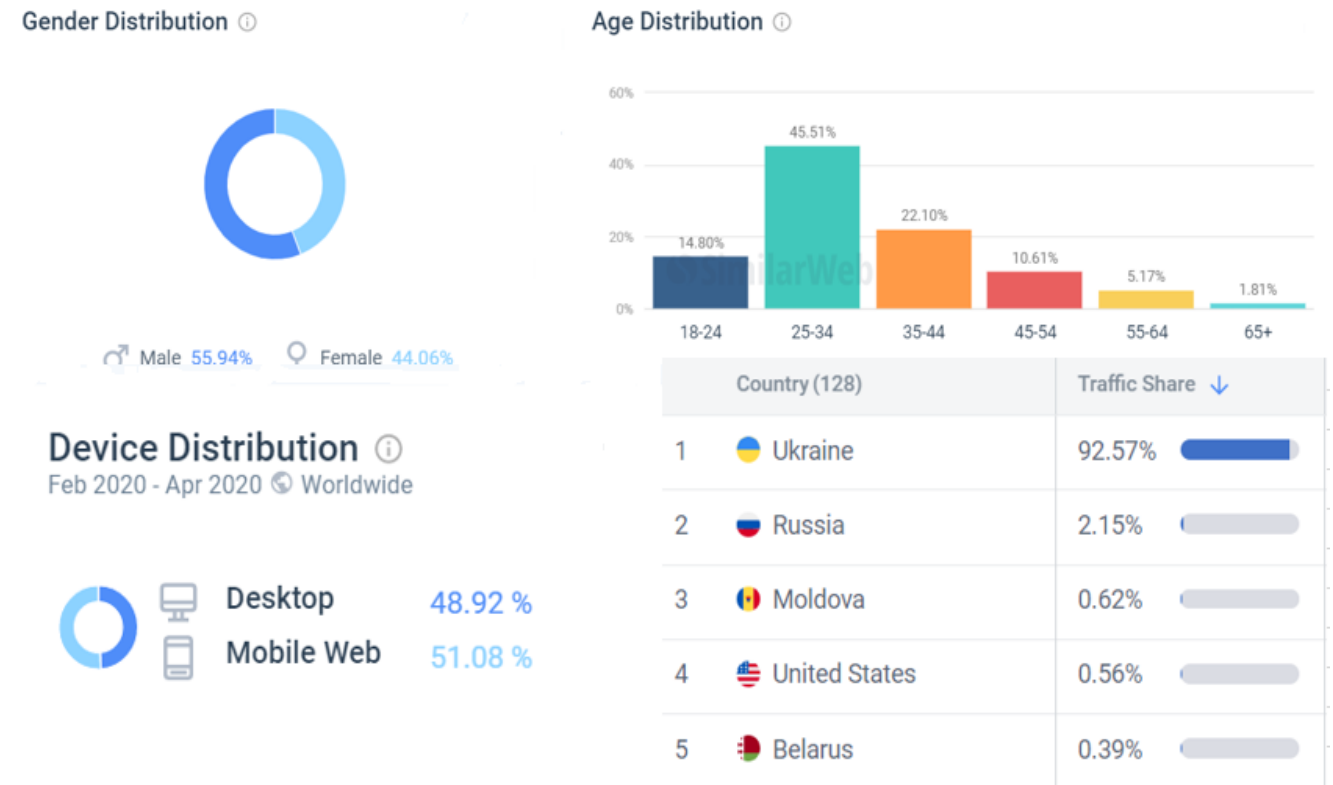 Gender Distribution
Male 55.94% Female 44.06%
Age Distribution
60%
40%
20%
0%
14.80%
45.51%
22.10%
10.61%
5.17%
1.81%
SimilarWeb
18-24 25-34 35-44 45-54 55-64 65+
Device Distribution
Feb 2020 - Apr 2020 Worldwide
Desktop 48.92 %
Mobile Web 51.08 %
Country (128) Traffic Share
1 Ukraine 92.57%
2 Russia 2.15%
3 Moldova 0.62%
4 United States 0.56%
5 Belarus 0.39%